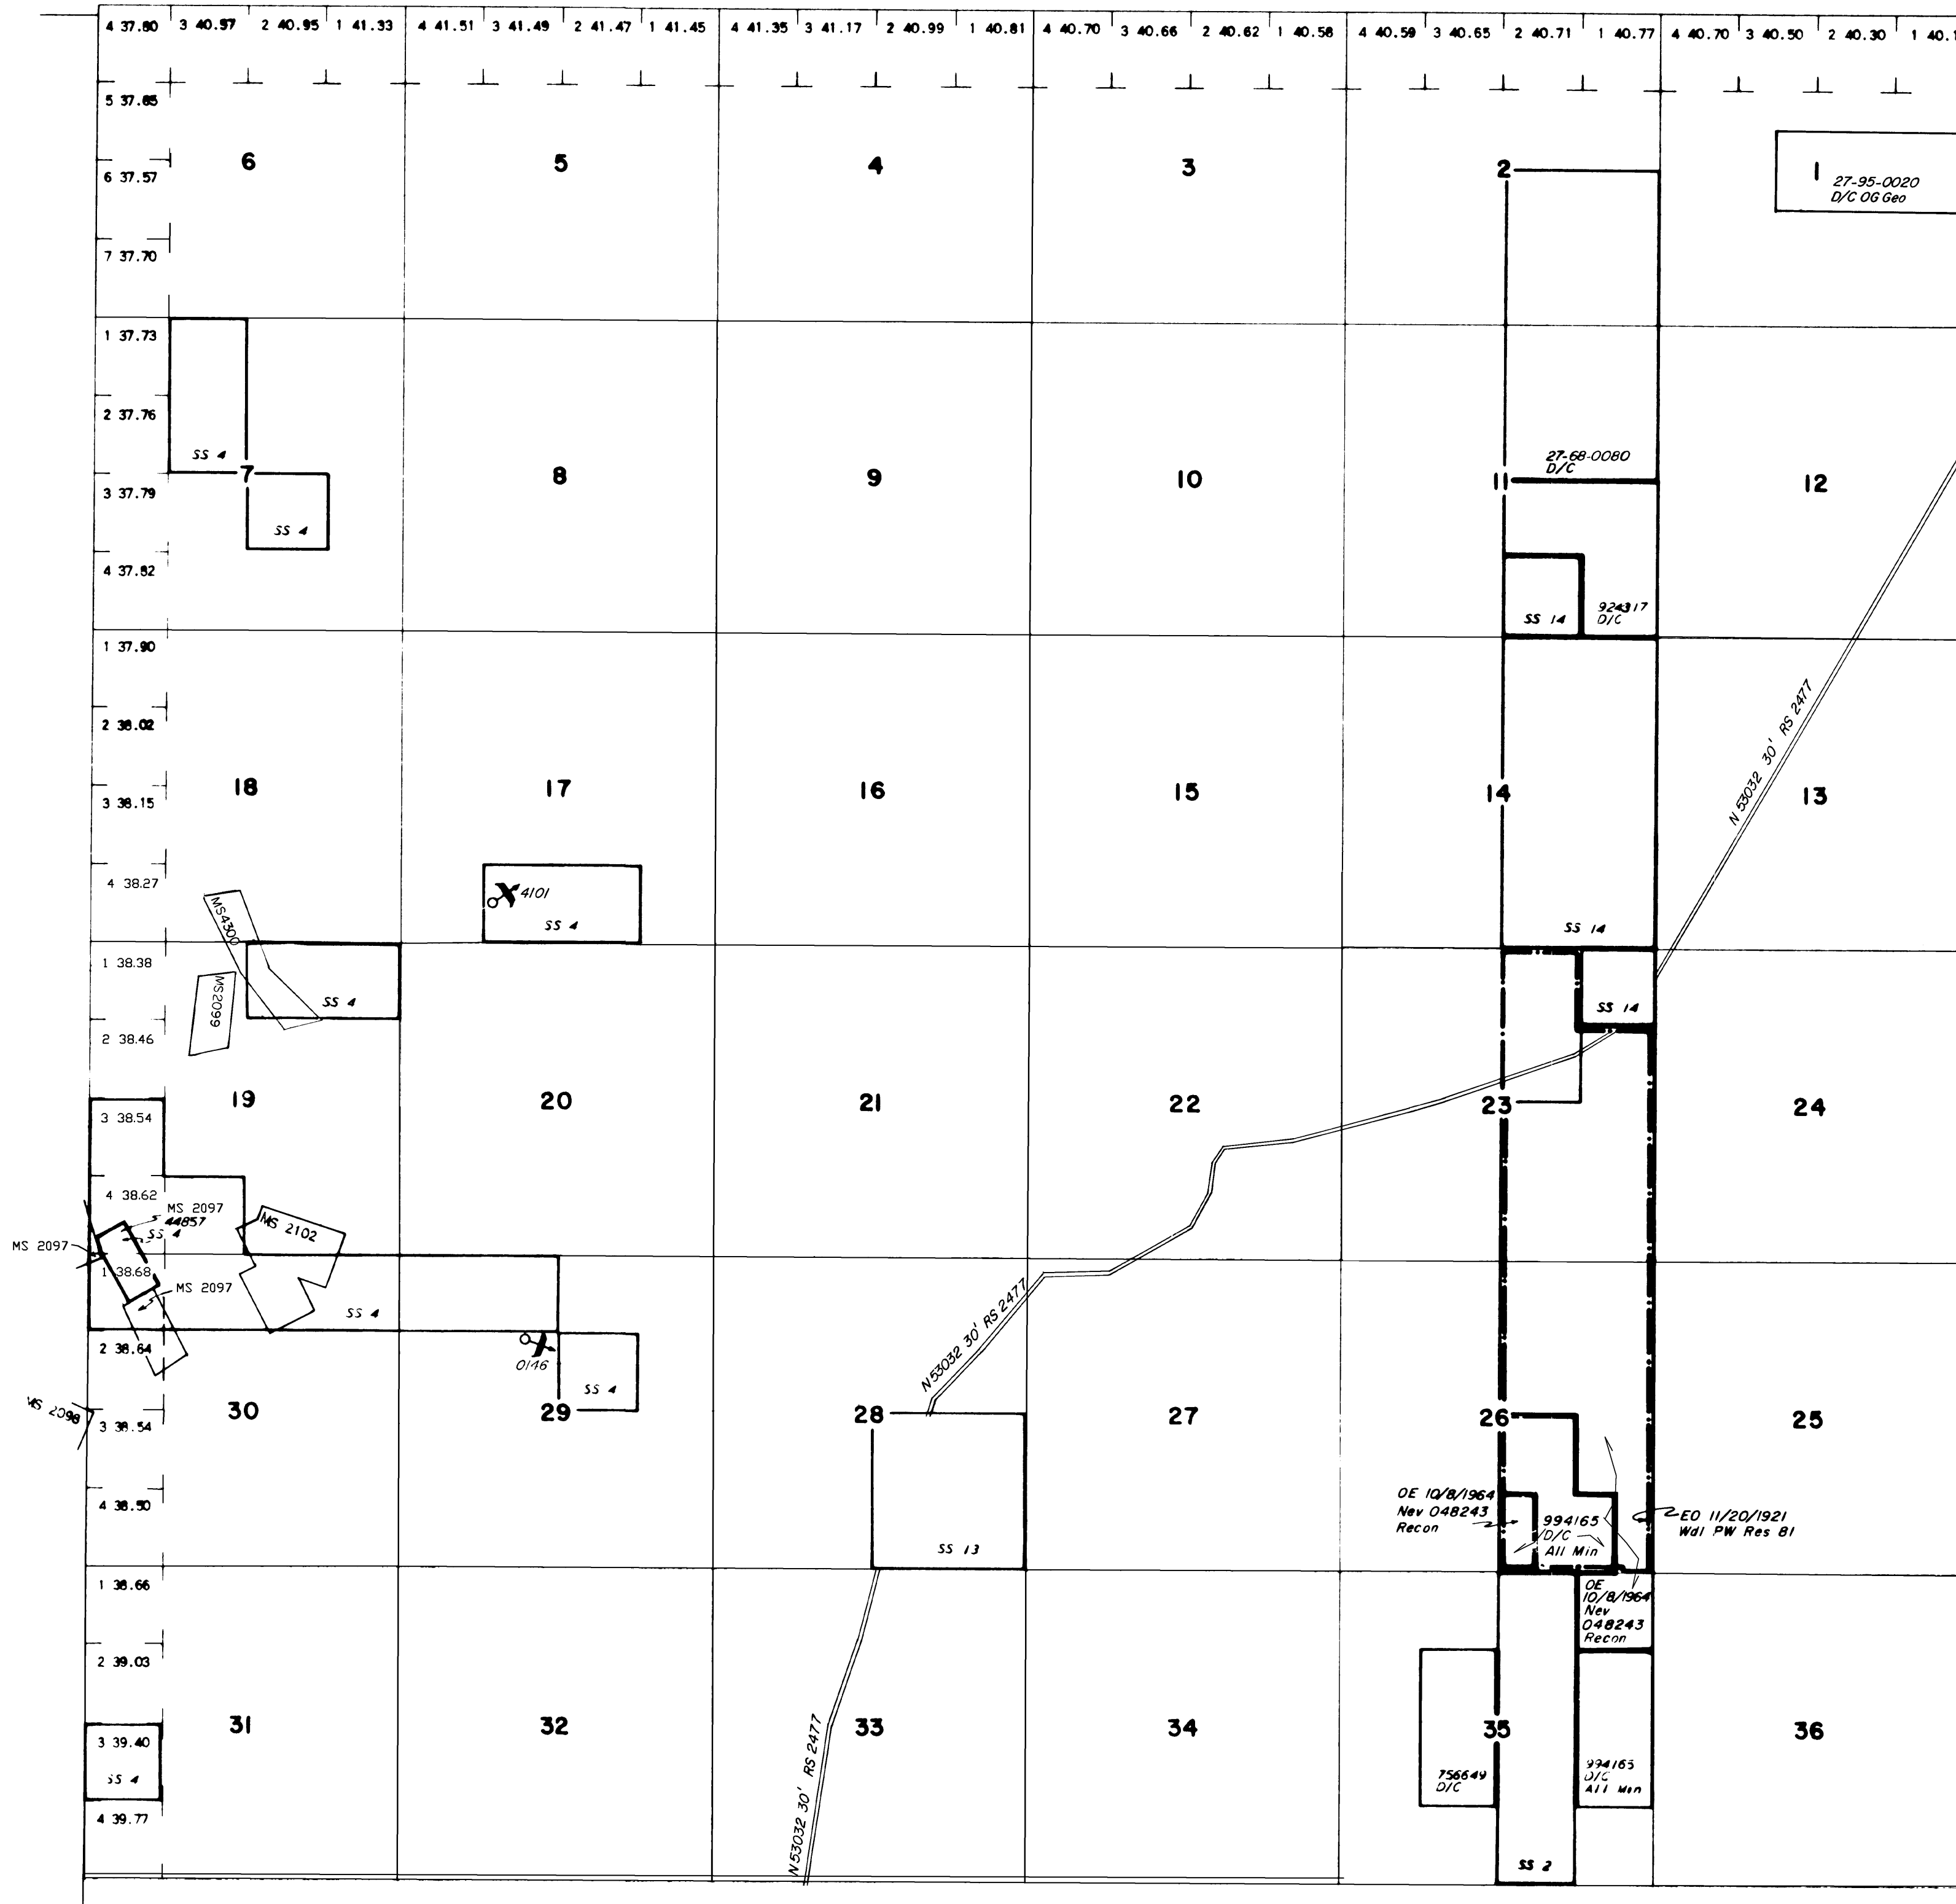 4 37.80 3 40.97 2 40.95 1 41.33 4 41.51 3 41.49 2 41.47 1 41.45 4 41.35 3 41.17 2 40.99 1 40.81 4 40.70 3 40.66 2 40.62 1 40.58 4 40.59 3 40.65 2 40.71 1 40.77 4 40.70 3 40.50 2 40.30 1 40.1
5 37.65
6 37.57
7 37.70
6 5 4 3 2 1
27-95-0020
D/C OG Geo
1 37.73
2 37.76
3 37.79
4 37.82
SS 4
SS 4
7 8 9 10 11 12
27-68-0080
D/C
SS 14
924317
D/C
1 37.90
2 38.02
3 38.15
4 38.27
18 17 16 15 14 13
N 53032 30' RS 2477
4101
SS 4
SS 14
MS4300
MS2099
1 38.38
2 38.46
3 38.54
4 38.62
SS 4
SS 14
19 20 21 22 23 24
MS 2097
44857
SS 4
MS 2097
MS 2102
1 38.68
MS 2097
SS 4
2 38.64
0146
SS 4
N 53032 30' RS 2477
MS 2098
3 38.54
4 38.50
30 29 28 27 26 25
SS 13
OE 10/8/1964
Nev 048243
Recon
994165
D/C
All Min
EO 11/20/1921
Wdl PW Res 81
1 38.66
2 39.03
3 39.40
SS 4
4 39.77
OE
10/8/1964
Nev
048243
Recon
31 32 33 34 35 36
N 53032 30' RS 2477
756649
D/C
994165
D/C
All Min
SS 2